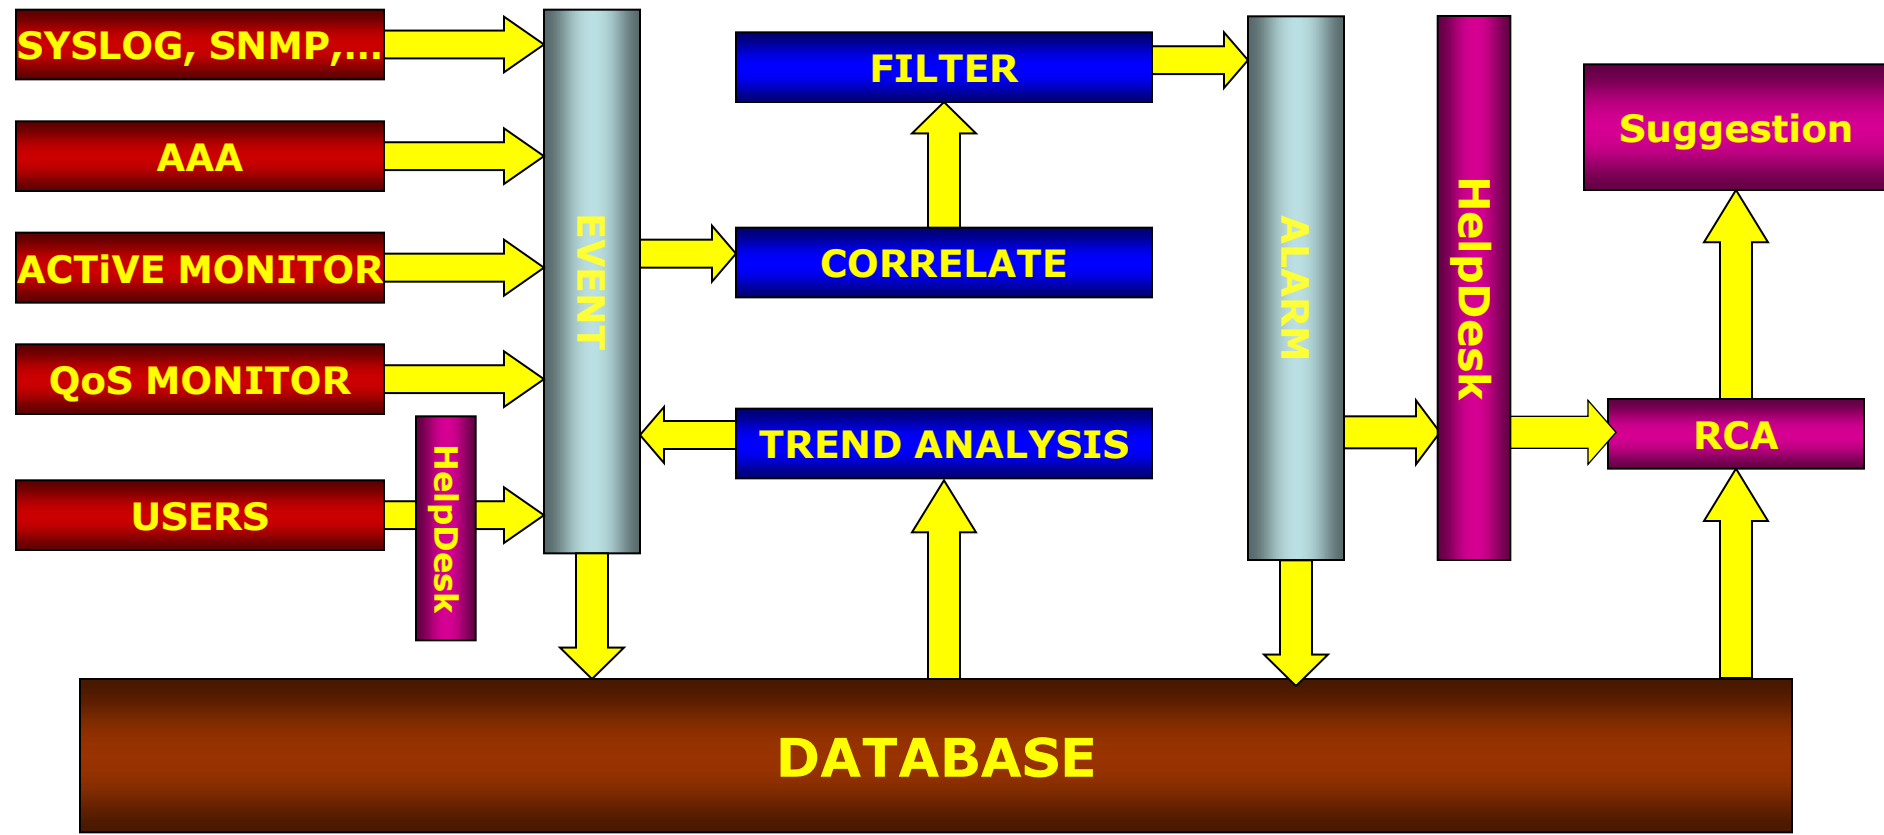 SYSLOG, SNMP,...
AAA
ACTiVE MONITOR
QoS MONITOR
USERS
HelpDesk
EVENT
FILTER
CORRELATE
TREND ANALYSIS
ALARM
HelpDesk
Suggestion
RCA
DATABASE